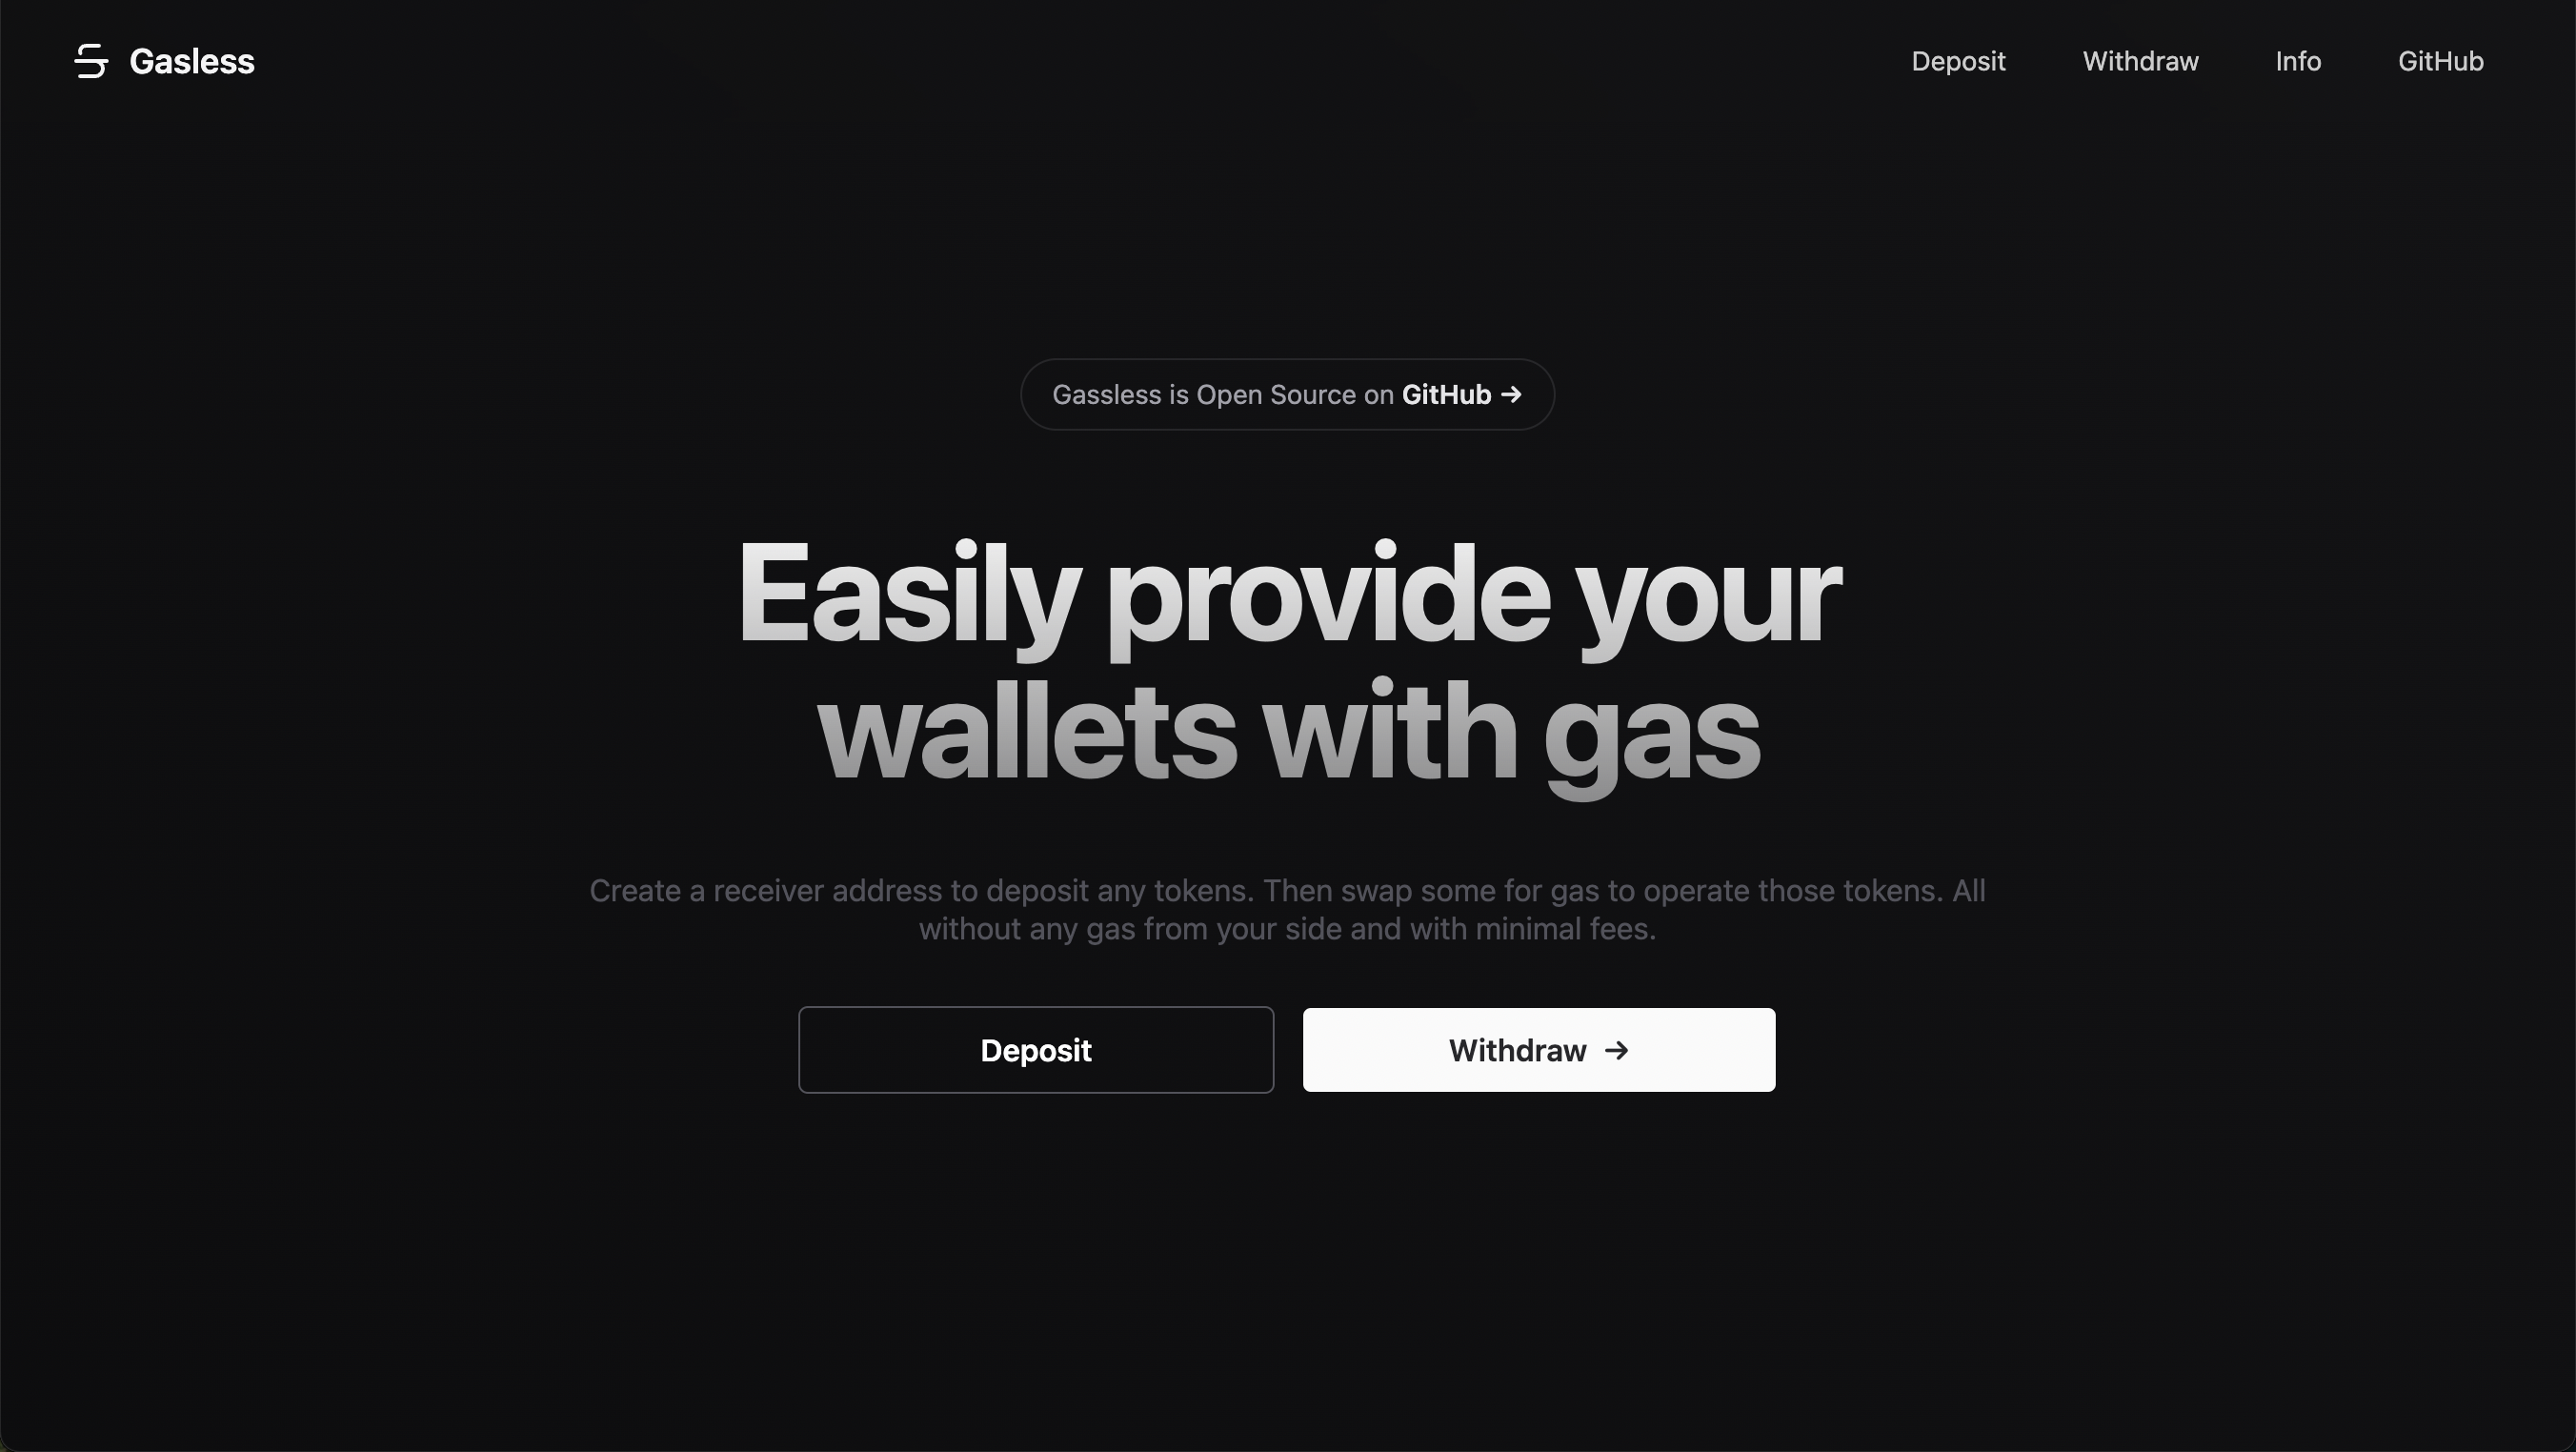 Gasless
Deposit
Withdraw
Info
GitHub
Gassless is Open Source on GitHub →
Easily provide your
wallets with gas
Create a receiver address to deposit any tokens. Then swap some for gas to operate those tokens. All
without any gas from your side and with minimal fees.
Deposit
Withdraw →